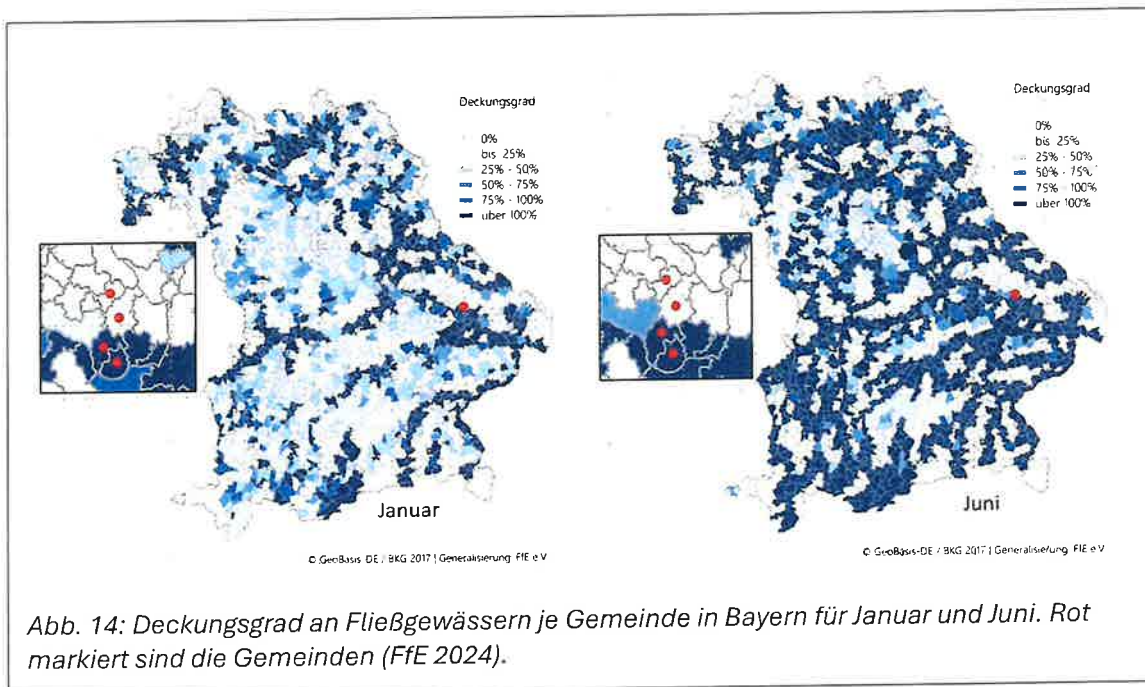 Deckungsgrad
0%
bis 25%
25% - 50%
50% - 75%
75% - 100%
uber 100%
Januar
© GeoBasis-DE / BKG 2017 | Generalisierung FfE e V
Deckungsgrad
0%
bis 25%
25% - 50%
50% - 75%
75% - 100%
uber 100%
Juni
© GeoBasis-DE / BKG 2017 | Generalisierung FfE e V
Abb. 14: Deckungsgrad an Fließgewässern je Gemeinde in Bayern für Januar und Juni. Rot
markiert sind die Gemeinden (FfE 2024).